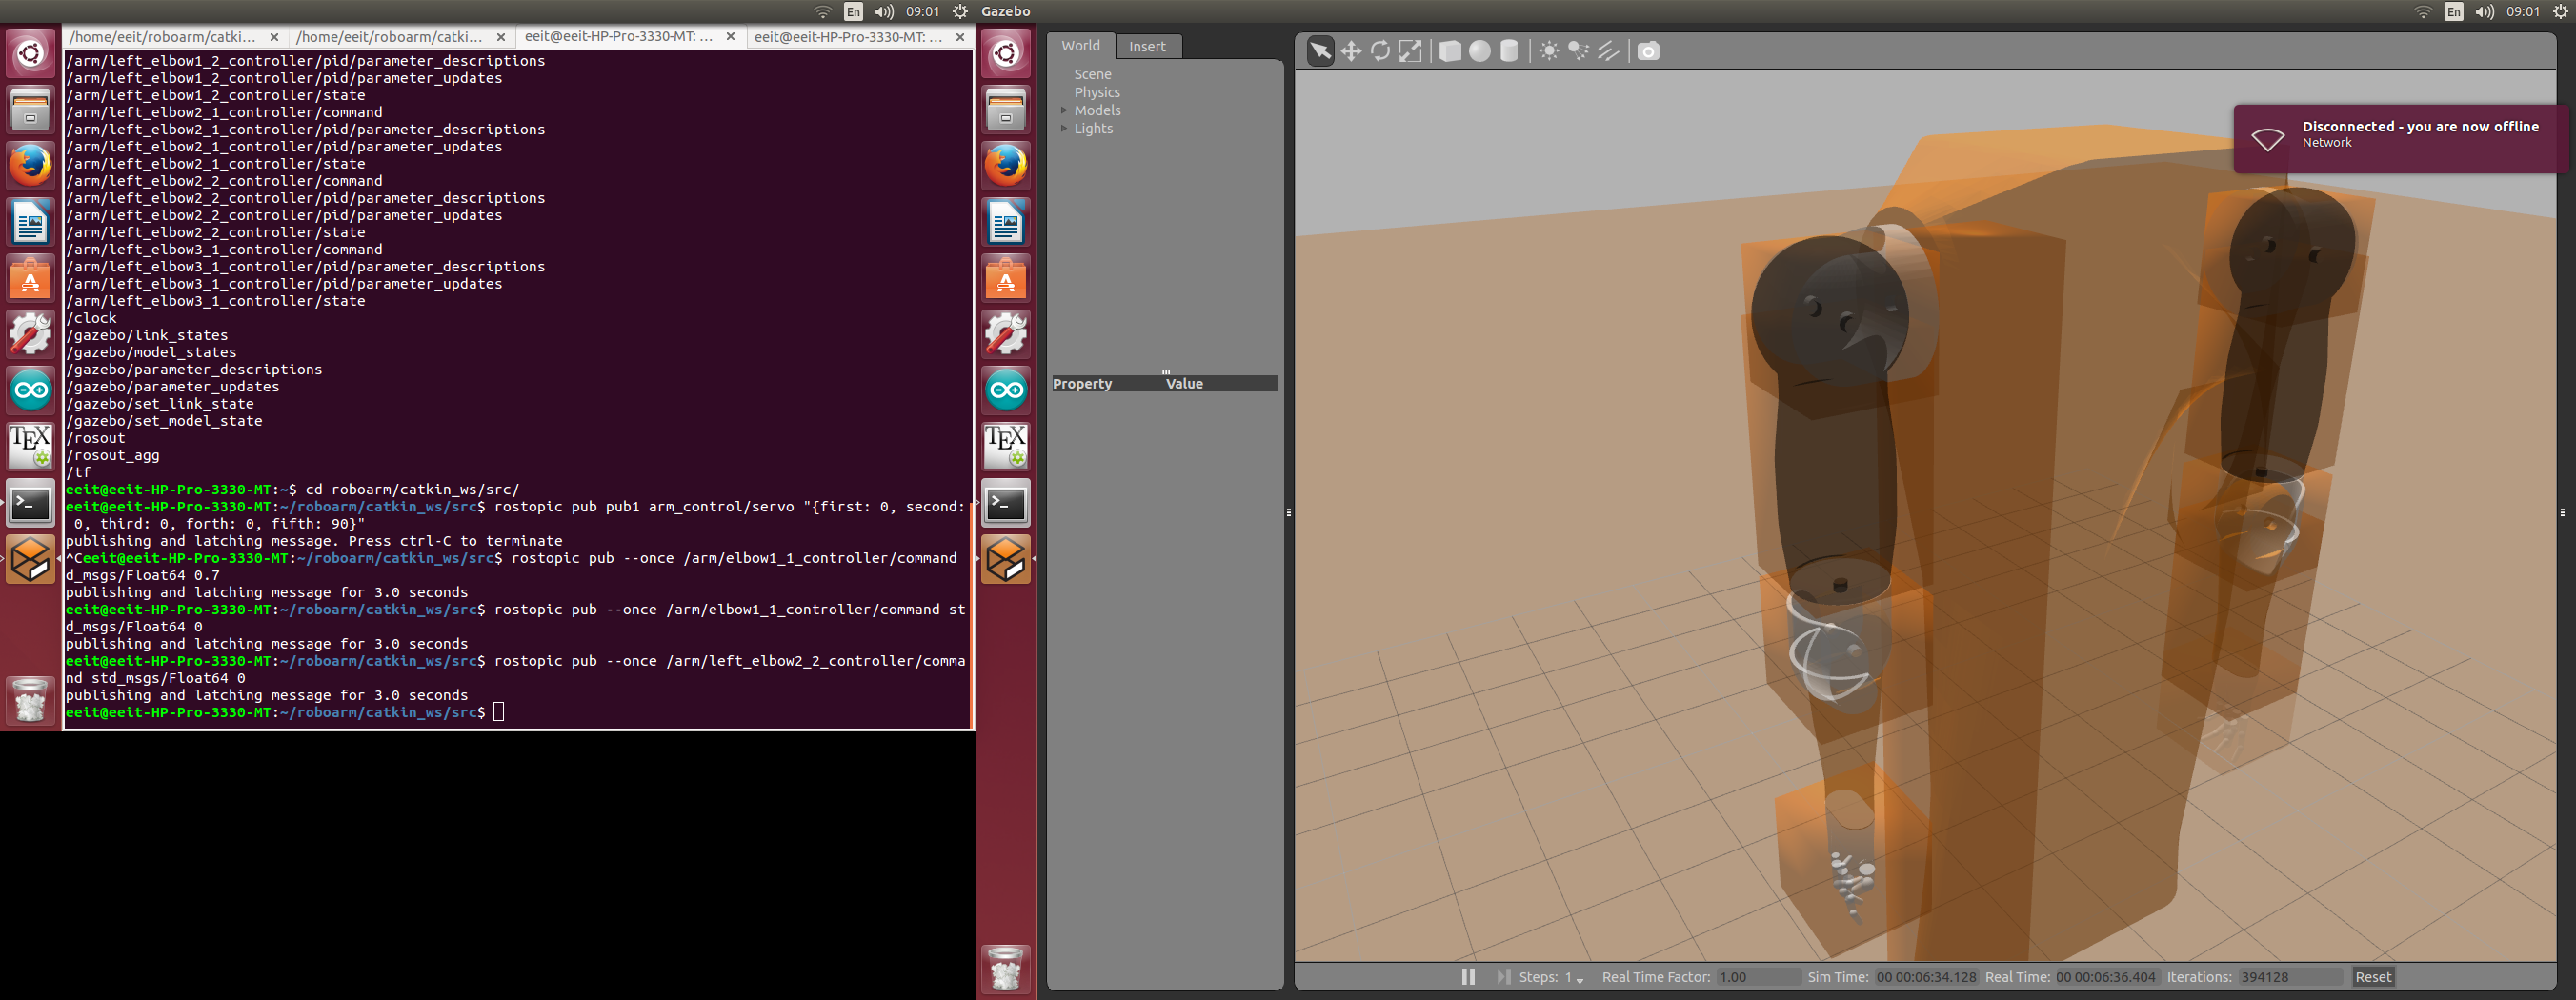 En
09:01
Gazebo
En
09:01
/home/eeit/roboarm/catki...
/home/eeit/roboarm/catki...
eeit@eeit-HP-Pro-3330-MT: ...
eeit@eeit-HP-Pro-3330-MT: ...
/arm/left_elbow1_2_controller/pid/parameter_descriptions
/arm/left_elbow1_2_controller/pid/parameter_updates
/arm/left_elbow1_2_controller/state
/arm/left_elbow2_1_controller/command
/arm/left_elbow2_1_controller/pid/parameter_descriptions
/arm/left_elbow2_1_controller/pid/parameter_updates
/arm/left_elbow2_1_controller/state
/arm/left_elbow2_2_controller/command
/arm/left_elbow2_2_controller/pid/parameter_descriptions
/arm/left_elbow2_2_controller/pid/parameter_updates
/arm/left_elbow2_2_controller/state
/arm/left_elbow3_1_controller/command
/arm/left_elbow3_1_controller/pid/parameter_descriptions
/arm/left_elbow3_1_controller/pid/parameter_updates
/arm/left_elbow3_1_controller/state
/clock
/gazebo/link_states
/gazebo/model_states
/gazebo/parameter_descriptions
/gazebo/parameter_updates
/gazebo/set_link_state
/gazebo/set_model_state
/rosout
/rosout_agg
/tf
eeit@eeit-HP-Pro-3330-MT:~$ cd roboarm/catkin_ws/src/
eeit@eeit-HP-Pro-3330-MT:~/roboarm/catkin_ws/src$ rostopic pub pub1 arm_control/servo "{first: 0, second:
 0, third: 0, forth: 0, fifth: 90}"
publishing and latching message. Press ctrl-C to terminate
^Ceeit@eeit-HP-Pro-3330-MT:~/roboarm/catkin_ws/src$ rostopic pub --once /arm/elbow1_1_controller/command
d_msgs/Float64 0.7
publishing and latching message for 3.0 seconds
eeit@eeit-HP-Pro-3330-MT:~/roboarm/catkin_ws/src$ rostopic pub --once /arm/elbow1_1_controller/command st
d_msgs/Float64 0
publishing and latching message for 3.0 seconds
eeit@eeit-HP-Pro-3330-MT:~/roboarm/catkin_ws/src$ rostopic pub --once /arm/left_elbow2_2_controller/comma
nd std_msgs/Float64 0
publishing and latching message for 3.0 seconds
eeit@eeit-HP-Pro-3330-MT:~/roboarm/catkin_ws/src$
TEX
TEX
World
Insert
Scene
Physics
Models
Lights
Property Value
Disconnected - you are now offline
Network
Steps: 1 Real Time Factor: 1.00 Sim Time: 00 00:06:34.128 Real Time: 00 00:06:36.404 Iterations: 394128 Reset